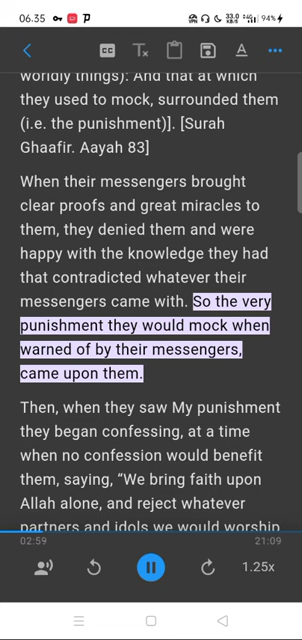 06.35
33.0
KB/S
94%
CC
A
worldly things): And that at which
they used to mock, surrounded them
(i.e. the punishment)]. [Surah
Ghaafir. Aayah 83]
When their messengers brought
clear proofs and great miracles to
them, they denied them and were
happy with the knowledge they had
that contradicted whatever their
messengers came with. So the very
punishment they would mock when
warned of by their messengers,
came upon them.
Then, when they saw My punishment
they began confessing, at a time
when no confession would benefit
them, saying, “We bring faith upon
Allah alone, and reject whatever
partners and idols we would worship
02:59
21:09
1.25x